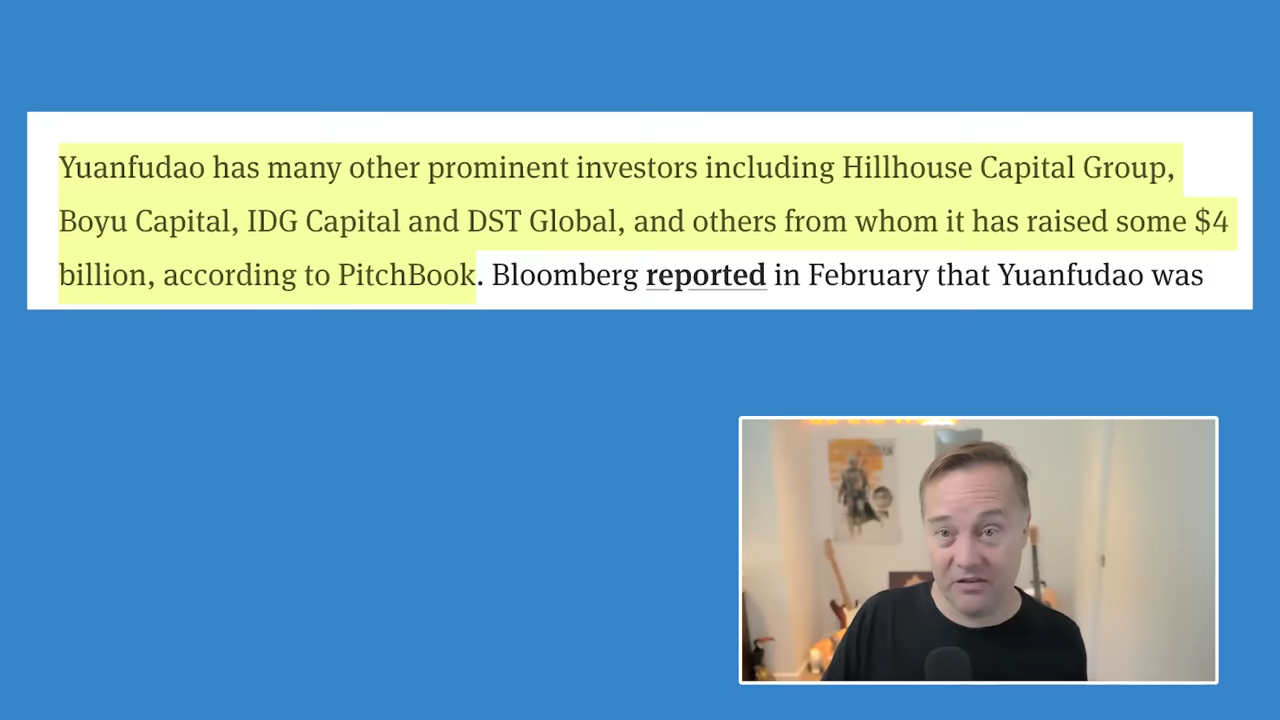 Yuanfudao has many other prominent investors including Hillhouse Capital Group,
Boyu Capital, IDG Capital and DST Global, and others from whom it has raised some $4
billion, according to PitchBook. Bloomberg reported in February that Yuanfudao was